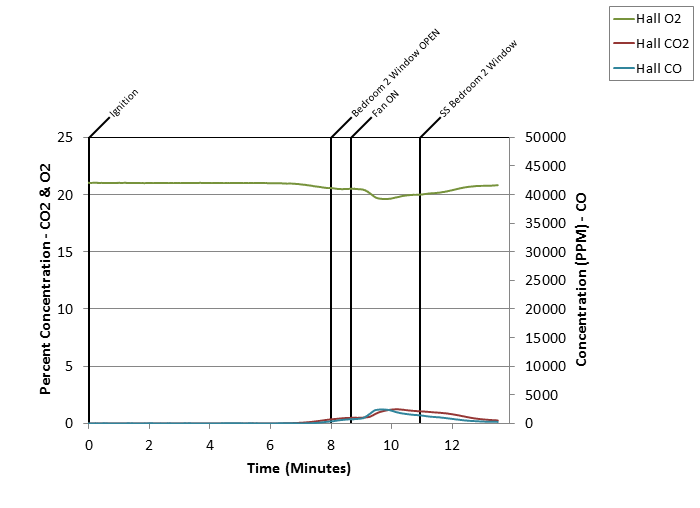 Hall O2
Hall CO2
Hall CO
Ignition
Bedroom 2 Window OPEN
Fan ON
SS Bedroom 2 Window
25
20
15
10
5
0
50000
45000
40000
35000
30000
25000
20000
15000
10000
5000
0
Percent Concentration - CO2 & O2
Concentration (PPM) - CO
0 2 4 6 8 10 12
Time (Minutes)